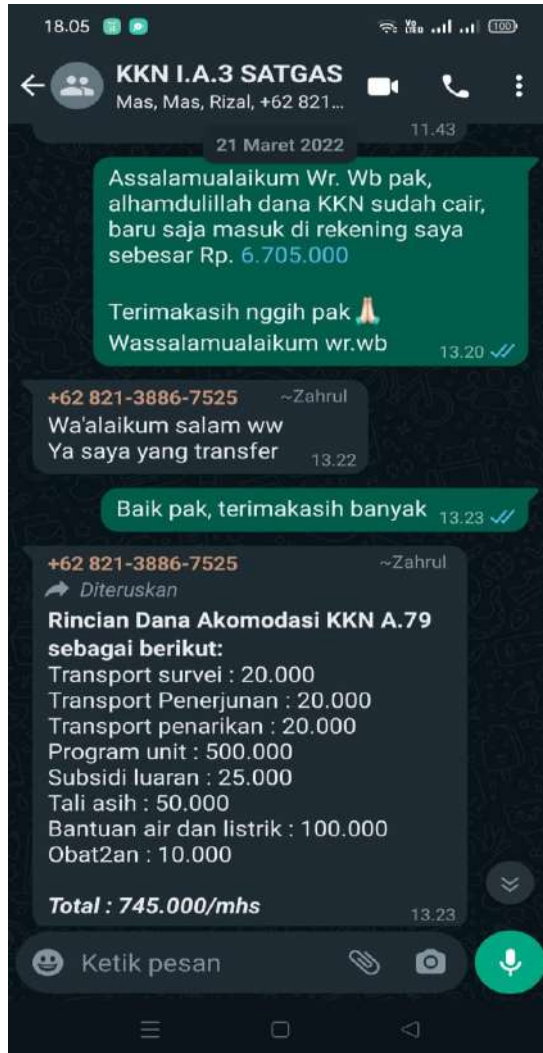 18.05
100
KKN I.A.3 SATGAS
Mas, Mas, Rizal, +62 821...
11.43
21 Maret 2022
Assalamualaikum Wr. Wb pak,
alhamdulillah dana KKN sudah cair,
baru saja masuk di rekening saya
sebesar Rp. 6.705.000
Terimakasih nggih pak 🙏🏻
Wassalamualaikum wr.wb
13.20
+62 821-3886-7525 ~Zahrul
Wa'alaikum salam ww
Ya saya yang transfer
13.22
Baik pak, terimakasih banyak 13.23
+62 821-3886-7525 ~Zahrul
Diteruskan
Rincian Dana Akomodasi KKN A.79
sebagai berikut:
Transport survei : 20.000
Transport Penerjunan : 20.000
Transport penarikan : 20.000
Program unit : 500.000
Subsidi luaran : 25.000
Tali asih : 50.000
Bantuan air dan listrik : 100.000
Obat2an : 10.000
Total : 745.000/mhs
13.23
Ketik pesan